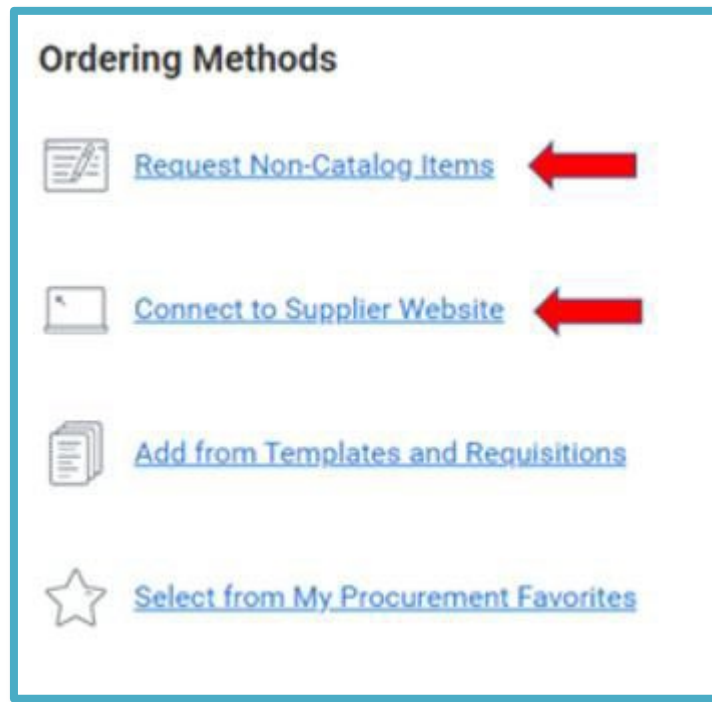 Ordering Methods
Request Non-Catalog Items
Connect to Supplier Website
Add from Templates and Requisitions
Select from My Procurement Favorites